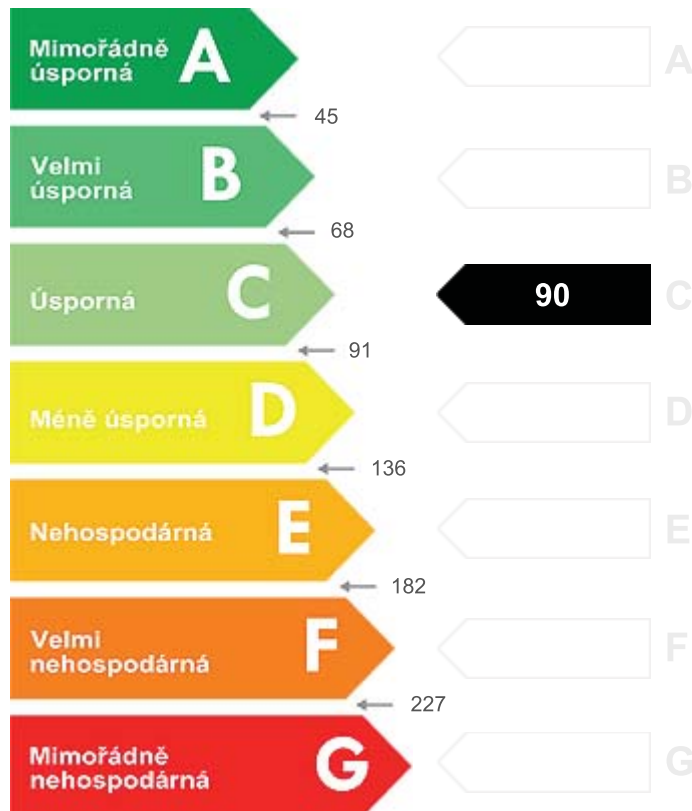 Mimořádně
úsporná
A
A
45
Velmi
úsporná
B
B
68
Úsporná
C
90
C
91
Méně úsporná
D
D
136
Nehospodárná
E
E
182
Velmi
nehospodárná
F
F
227
Mimořádně
nehospodárná
G
G